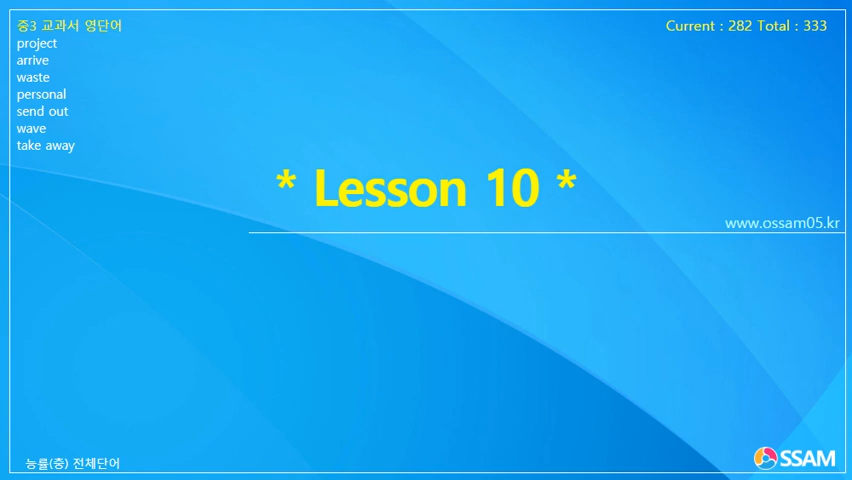 중3 교과서 영단어
Current : 282 Total : 333
project
arrive
waste
personal
send out
wave
take away
* Lesson 10 *
www.ossam05.kr
능률(중) 전체단어
SSAM